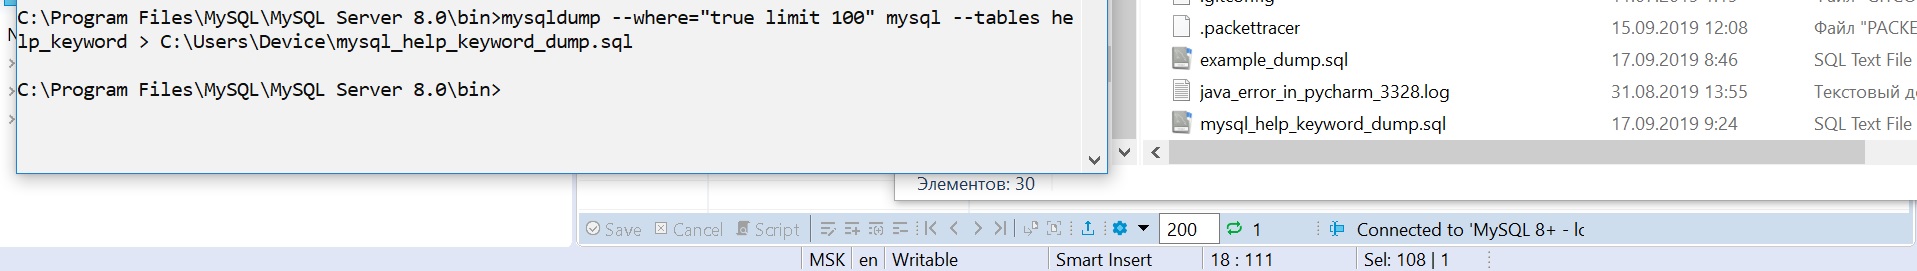 C:\Program Files\MySQL\MySQL Server 8.0\bin>mysqldump --where="true limit 100" mysql --tables he
lp_keyword > C:\Users\Device\mysql_help_keyword_dump.sql
C:\Program Files\MySQL\MySQL Server 8.0\bin>
.packettracer 15.09.2019 12:08 Файл "PACKE
example_dump.sql 17.09.2019 8:46 SQL Text File
java_error_in_pycharm_3328.log 31.08.2019 13:55 Текстовый до
mysql_help_keyword_dump.sql 17.09.2019 9:24 SQL Text File
Элементов: 30
Save Cancel Script 200 1 Connected to 'MySQL 8+ - lo
MSK en Writable Smart Insert 18 : 111 Sel: 108 | 1